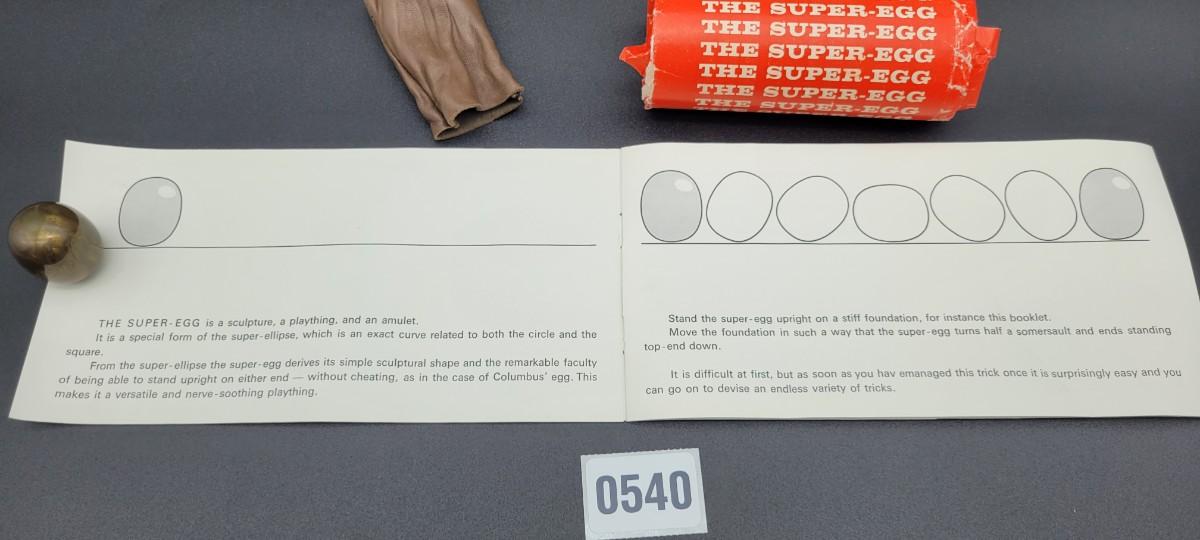 THE SUPER-EGG
THE SUPER-EGG
THE SUPER-EGG
THE SUPER-EGG
THE SUPER-EGG
THE SUPER-EGG
THE SUPER-EGG is a sculpture, a plaything, and an amulet.
It is a special form of the super-ellipse, which is an exact curve related to both the circle and the
square.
From the super-ellipse the super-egg derives its simple sculptural shape and the remarkable faculty
of being able to stand upright on either end — without cheating, as in the case of Columbus' egg. This
makes it a versatile and nerve-soothing plaything.
Stand the super-egg upright on a stiff foundation, for instance this booklet.
Move the foundation in such a way that the super-egg turns half a somersault and ends standing
top-end down.
It is difficult at first, but as soon as you hav emanaged this trick once it is surprisingly easy and you
can go on to devise an endless variety of tricks.
0540